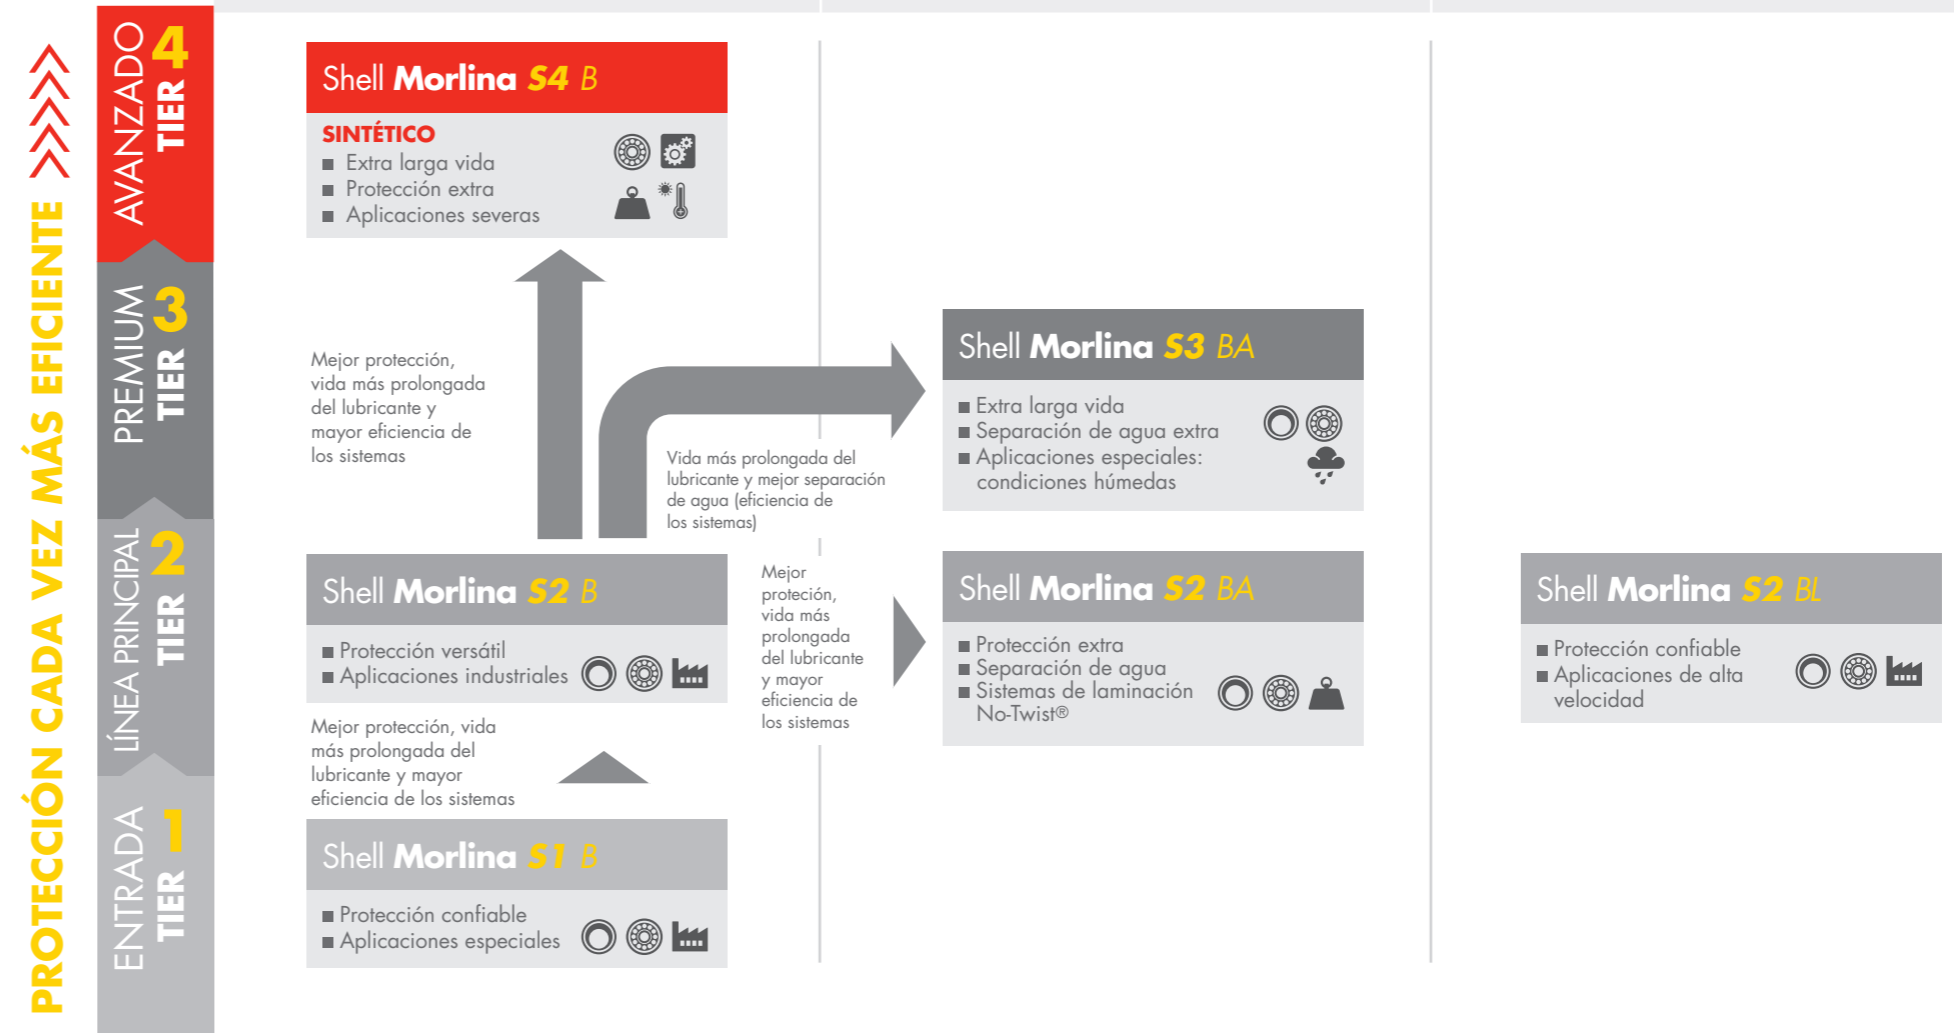 PROTECCIÓN CADA VEZ MÁS EFICIENTE
AVANZADO
TIER 4
PREMIUM
TIER 3
LÍNEA PRINCIPAL
TIER 2
ENTRADA
TIER 1
Shell Morlina S4 B
SINTÉTICO
Extra larga vida
Protección extra
Aplicaciones severas
Mejor protección,
vida más prolongada
del lubricante y
mayor eficiencia de
los sistemas
Vida más prolongada del
lubricante y mejor separación
de agua (eficiencia de
los sistemas)
Shell Morlina S3 BA
Extra larga vida
Separación de agua extra
Aplicaciones especiales:
condiciones húmedas
Shell Morlina S2 B
Protección versátil
Aplicaciones industriales
Mejor
proteción,
vida más
prolongada
del lubricante
y mayor
eficiencia de
los sistemas
Shell Morlina S2 BA
Protección extra
Separación de agua
Sistemas de laminación
No-Twist®
Shell Morlina S2 BL
Protección confiable
Aplicaciones de alta
velocidad
Mejor protección, vida
más prolongada del
lubricante y mayor
eficiencia de los sistemas
Shell Morlina S1 B
Protección confiable
Aplicaciones especiales